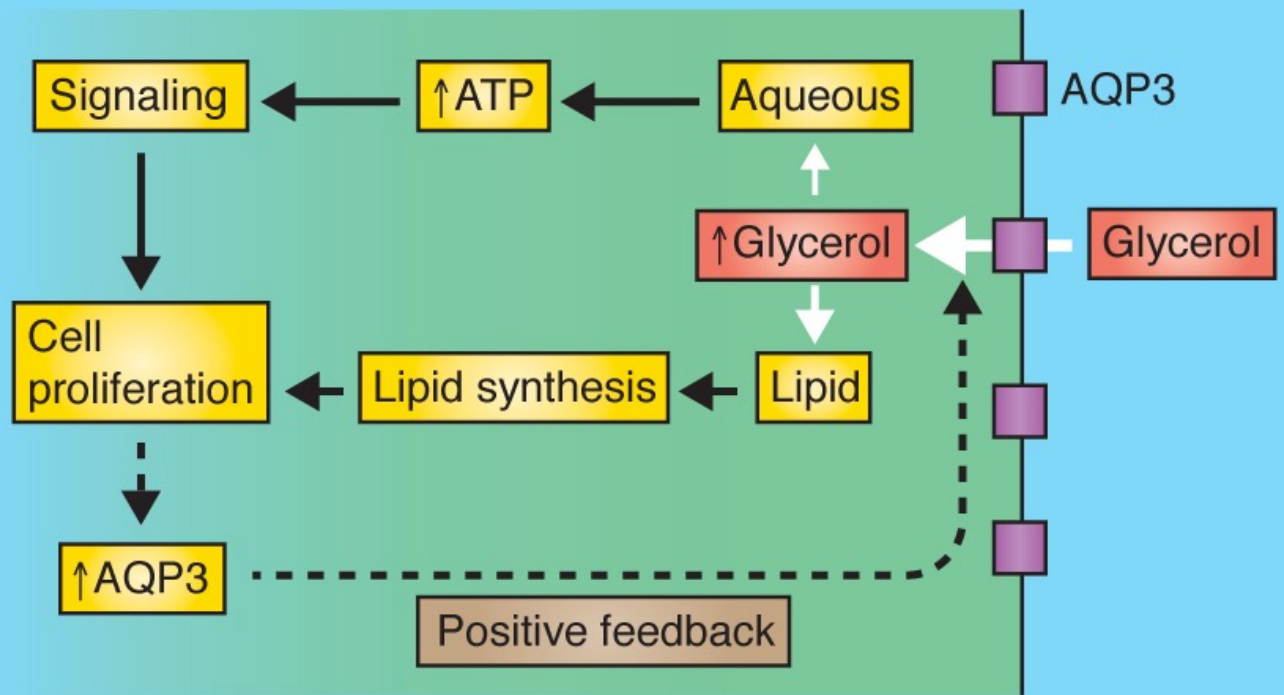 Signaling
↑ATP
Aqueous
AQP3
↑Glycerol
Glycerol
Cell
proliferation
Lipid synthesis
Lipid
↑AQP3
Positive feedback